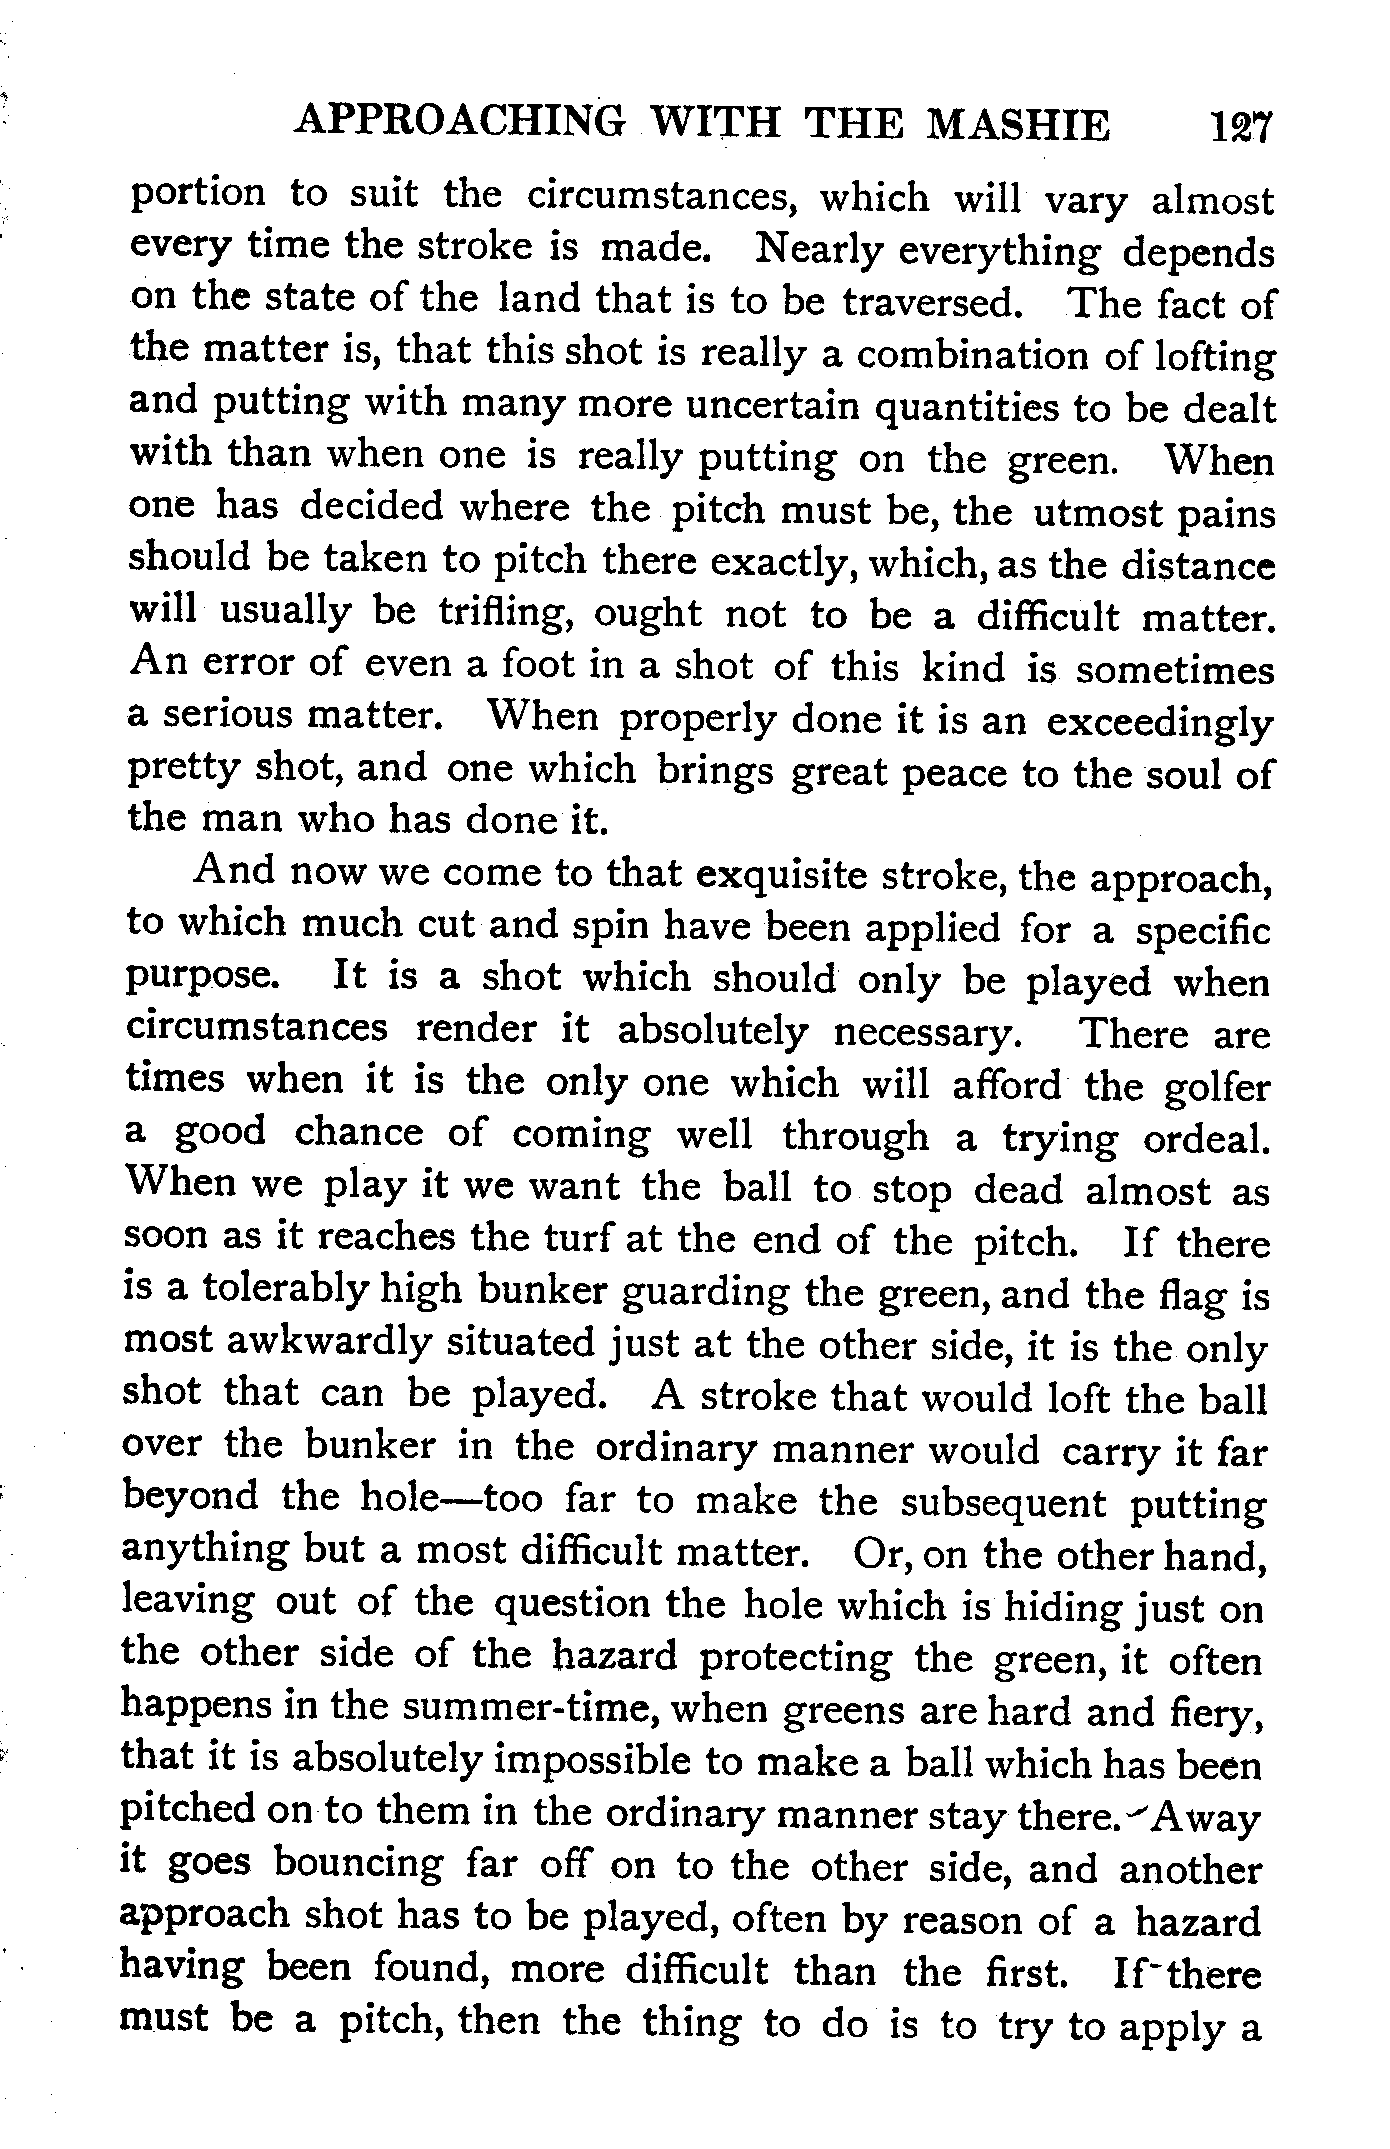 APPROACHING WITH THE MASHIE 127
portion to suit the circumstances, which will vary almost
every time the stroke is made. Nearly everything depends
on the state of the land that is to be traversed. The fact of
the matter is, that this shot is really a combination of lofting
and putting with many more uncertain quantities to be dealt
with than when one is really putting on the green. When
one has decided where the pitch must be, the utmost pains
should be taken to pitch there exactly, which, as the distance
will usually be trifling, ought not to be a difficult matter.
An error of even a foot in a shot of this kind is sometimes
a serious matter. When properly done it is an exceedingly
pretty shot, and one which brings great peace to the soul of
the man who has done it.
And now we come to that exquisite stroke, the approach,
to which much cut and spin have been applied for a specific
purpose. It is a shot which should only be played when
circumstances render it absolutely necessary. There are
times when it is the only one which will afford the golfer
a good chance of coming well through a trying ordeal.
When we play it we want the ball to stop dead almost as
soon as it reaches the turf at the end of the pitch. If there
is a tolerably high bunker guarding the green, and the flag is
most awkwardly situated just at the other side, it is the only
shot that can be played. A stroke that would loft the ball
over the bunker in the ordinary manner would carry it far
beyond the hole—too far to make the subsequent putting
anything but a most difficult matter. Or, on the other hand,
leaving out of the question the hole which is hiding just on
the other side of the hazard protecting the green, it often
happens in the summer-time, when greens are hard and fiery,
that it is absolutely impossible to make a ball which has been
pitched on to them in the ordinary manner stay there. Away
it goes bouncing far off on to the other side, and another
approach shot has to be played, often by reason of a hazard
having been found, more difficult than the first. If there
must be a pitch, then the thing to do is to try to apply a